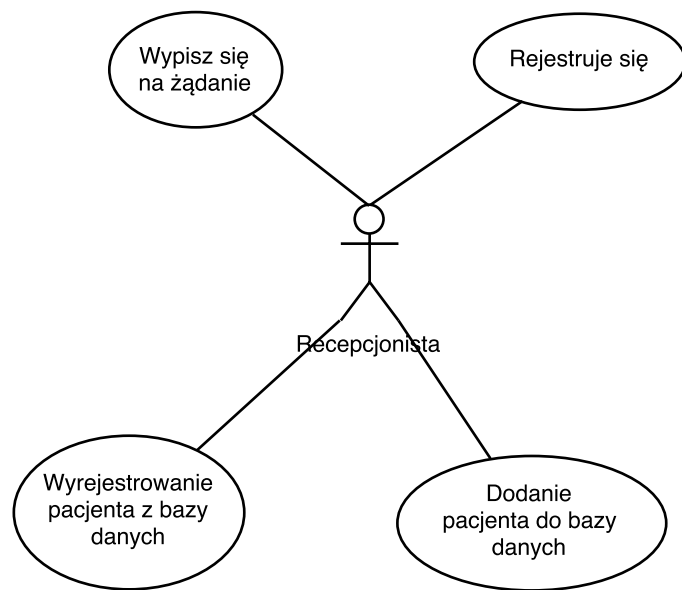 Wypisz się
na żądanie
Rejestruje się
Recepcjonista
Wyrejestrowanie
pacjenta z bazy
danych
Dodanie
pacjenta do bazy
danych